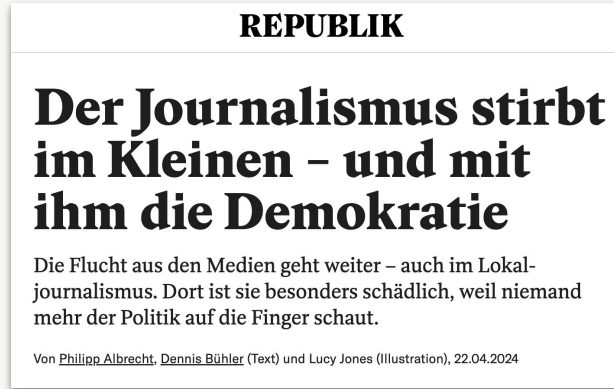 REPUBLIK
Der Journalismus stirbt
im Kleinen – und mit
ihm die Demokratie
Die Flucht aus den Medien geht weiter – auch im Lokal-
journalismus. Dort ist sie besonders schädlich, weil niemand
mehr der Politik auf die Finger schaut.
Von Philipp Albrecht, Dennis Bühler (Text) und Lucy Jones (Illustration), 22.04.2024